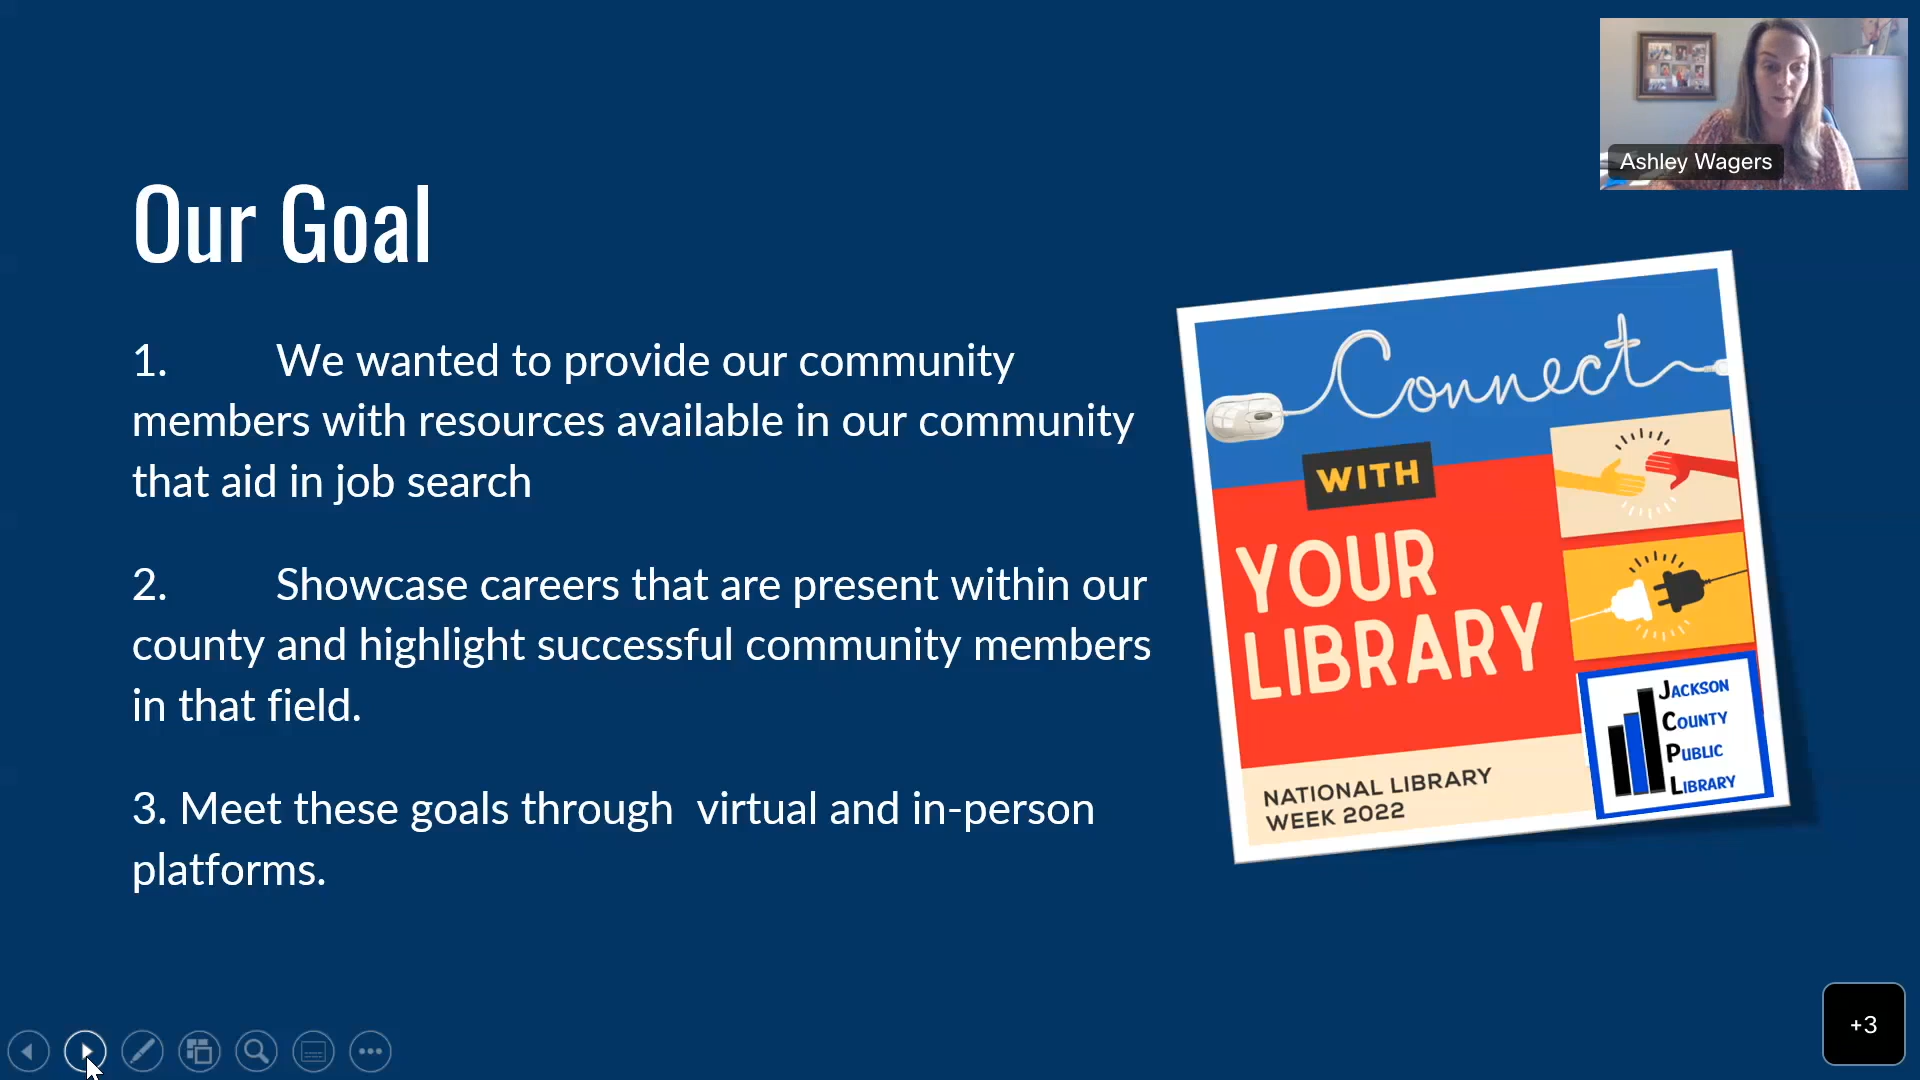 Ashley Wagers
Our Goal
1. We wanted to provide our community
members with resources available in our community
that aid in job search
2. Showcase careers that are present within our
county and highlight successful community members
in that field.
3. Meet these goals through  virtual and in-person
platforms.
Connect
WITH
YOUR
LIBRARY
NATIONAL LIBRARY
WEEK 2022
JACKSON
COUNTY
PUBLIC
LIBRARY
+3